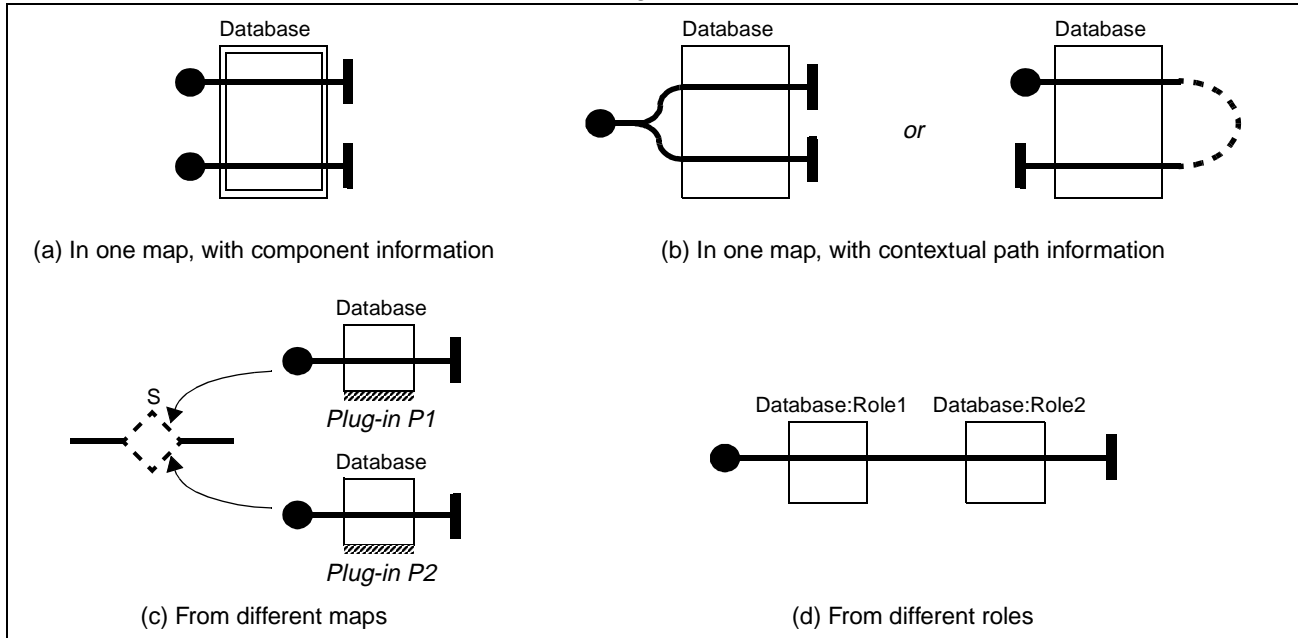 Database
Database
or
Database
(a) In one map, with component information
(b) In one map, with contextual path information
S
Database
Plug-in P1
Database
Plug-in P2
(c) From different maps
Database:Role1
Database:Role2
(d) From different roles